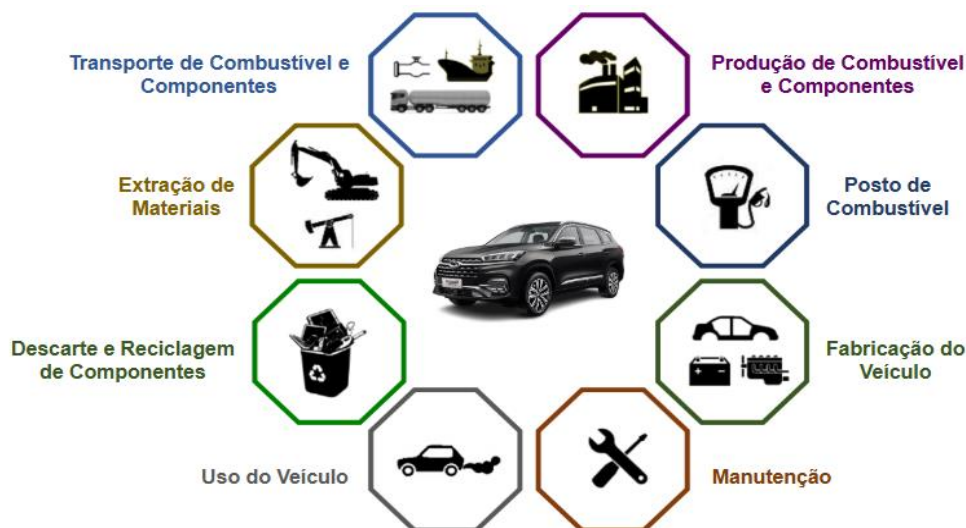 Transporte de Combustível e
Componentes
Produção de Combustível
e Componentes
Extração de
Materiais
Posto de
Combustível
Descarte e Reciclagem
de Componentes
Fabricação do
Veículo
Uso do Veículo
Manutenção